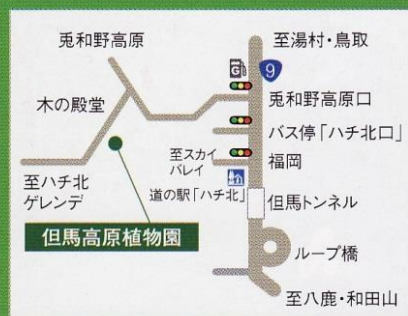 兎和野高原
至湯村・鳥取
G
9
木の殿堂
兎和野高原口
バス停「ハチ北口」
至スカイ
バレイ
福岡
至ハチ北
ゲレンデ
道の駅「ハチ北」
但馬トンネル
但馬高原植物園
ループ橋
至八鹿・和田山